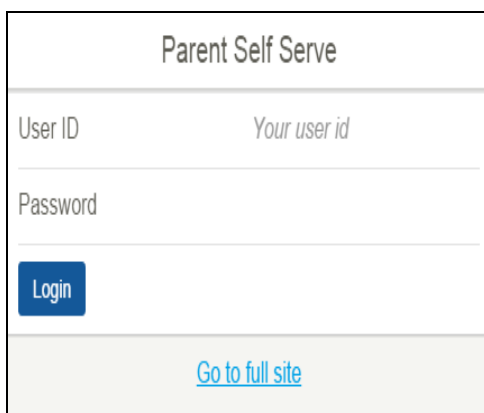 Parent Self Serve
User ID Your user id
Password
Login
Go to full site